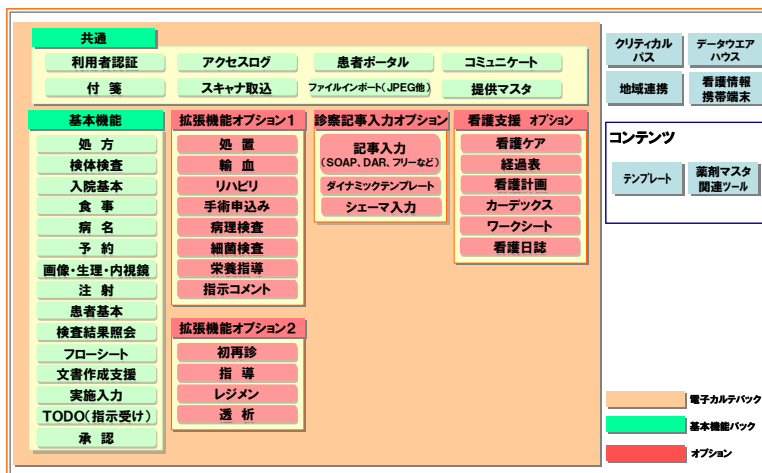 共通
利用者認証
アクセスログ
患者ポータル
コミュニケート
付 箋
スキャナ取込
ファイルインポート(JPEG他)
提供マスタ
基本機能
処 方
検体検査
入院基本
食 事
病 名
予 約
画像・生理・内視鏡
注 射
患者基本
検査結果照会
フローシート
文書作成支援
実施入力
TODO(指示受け)
承 認
拡張機能オプション1
処 置
輸 血
リハビリ
手術申込み
病理検査
細菌検査
栄養指導
指示コメント
拡張機能オプション2
初再診
指 導
レジメン
透 析
診察記事入力オプション
記事入力
(SOAP、DAR、フリーなど)
ダイナミックテンプレート
シェーマ入力
看護支援 オプション
看護ケア
経過表
看護計画
カーデックス
ワークシート
看護日誌
クリティカル
パス
データウエア
ハウス
地域連携
看護情報
携帯端末
コンテンツ
テンプレート
薬剤マスタ
関連ツール
電子カルテパック
基本機能パック
オプション